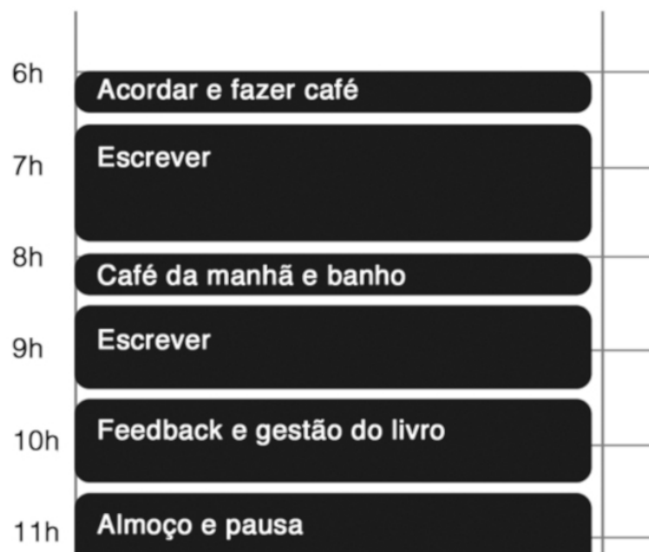 6h
Acordar e fazer café
7h
Escrever
8h
Café da manhã e banho
9h
Escrever
10h
Feedback e gestão do livro
11h
Almoço e pausa